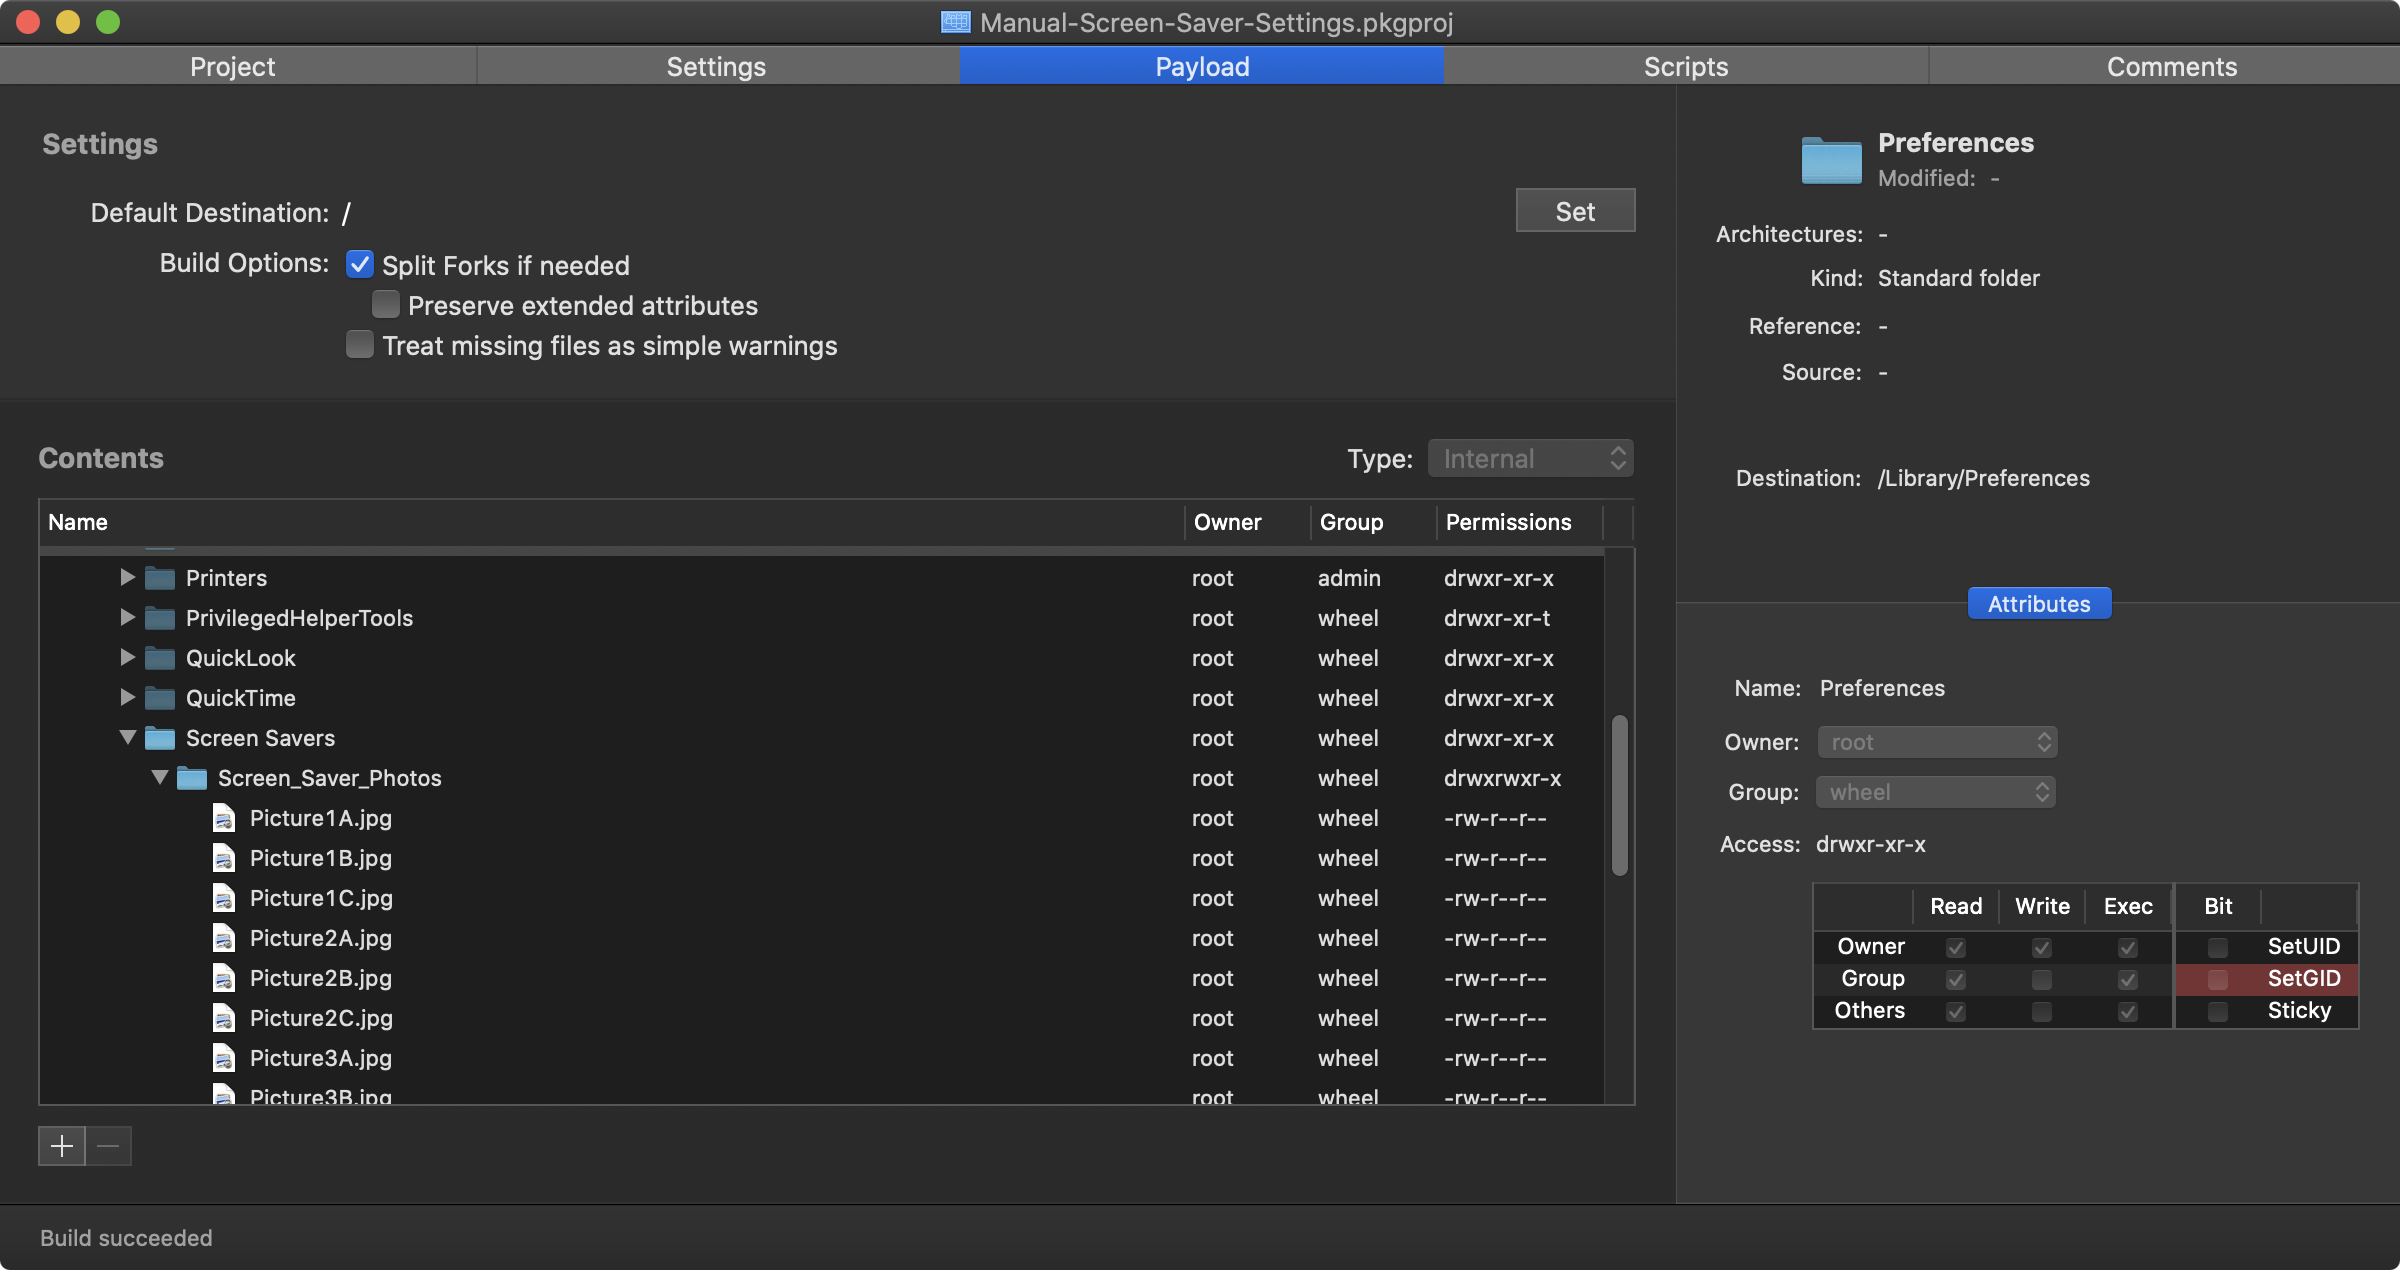 Manual-Screen-Saver-Settings.pkgproj
Project Settings Payload Scripts Comments
Settings
Default Destination: /
Set
Build Options: Split Forks if needed
Preserve extended attributes
Treat missing files as simple warnings
Contents
Type: Internal
Name Owner Group Permissions
Printers root admin drwxr-xr-x
PrivilegedHelperTools root wheel drwxr-xr-t
QuickLook root wheel drwxr-xr-x
QuickTime root wheel drwxr-xr-x
Screen Savers root wheel drwxr-xr-x
Screen_Saver_Photos root wheel drwxrwxr-x
Picture1A.jpg root wheel -rw-r--r--
Picture1B.jpg root wheel -rw-r--r--
Picture1C.jpg root wheel -rw-r--r--
Picture2A.jpg root wheel -rw-r--r--
Picture2B.jpg root wheel -rw-r--r--
Picture2C.jpg root wheel -rw-r--r--
Picture3A.jpg root wheel -rw-r--r--
Picture3B.jpg root wheel -rw-r--r--
Build succeeded
Preferences
Modified: -
Architectures: -
Kind: Standard folder
Reference: -
Source: -
Destination: /Library/Preferences
Attributes
Name: Preferences
Owner: root
Group: wheel
Access: drwxr-xr-x
Read Write Exec Bit
Owner SetUID
Group SetGID
Others Sticky